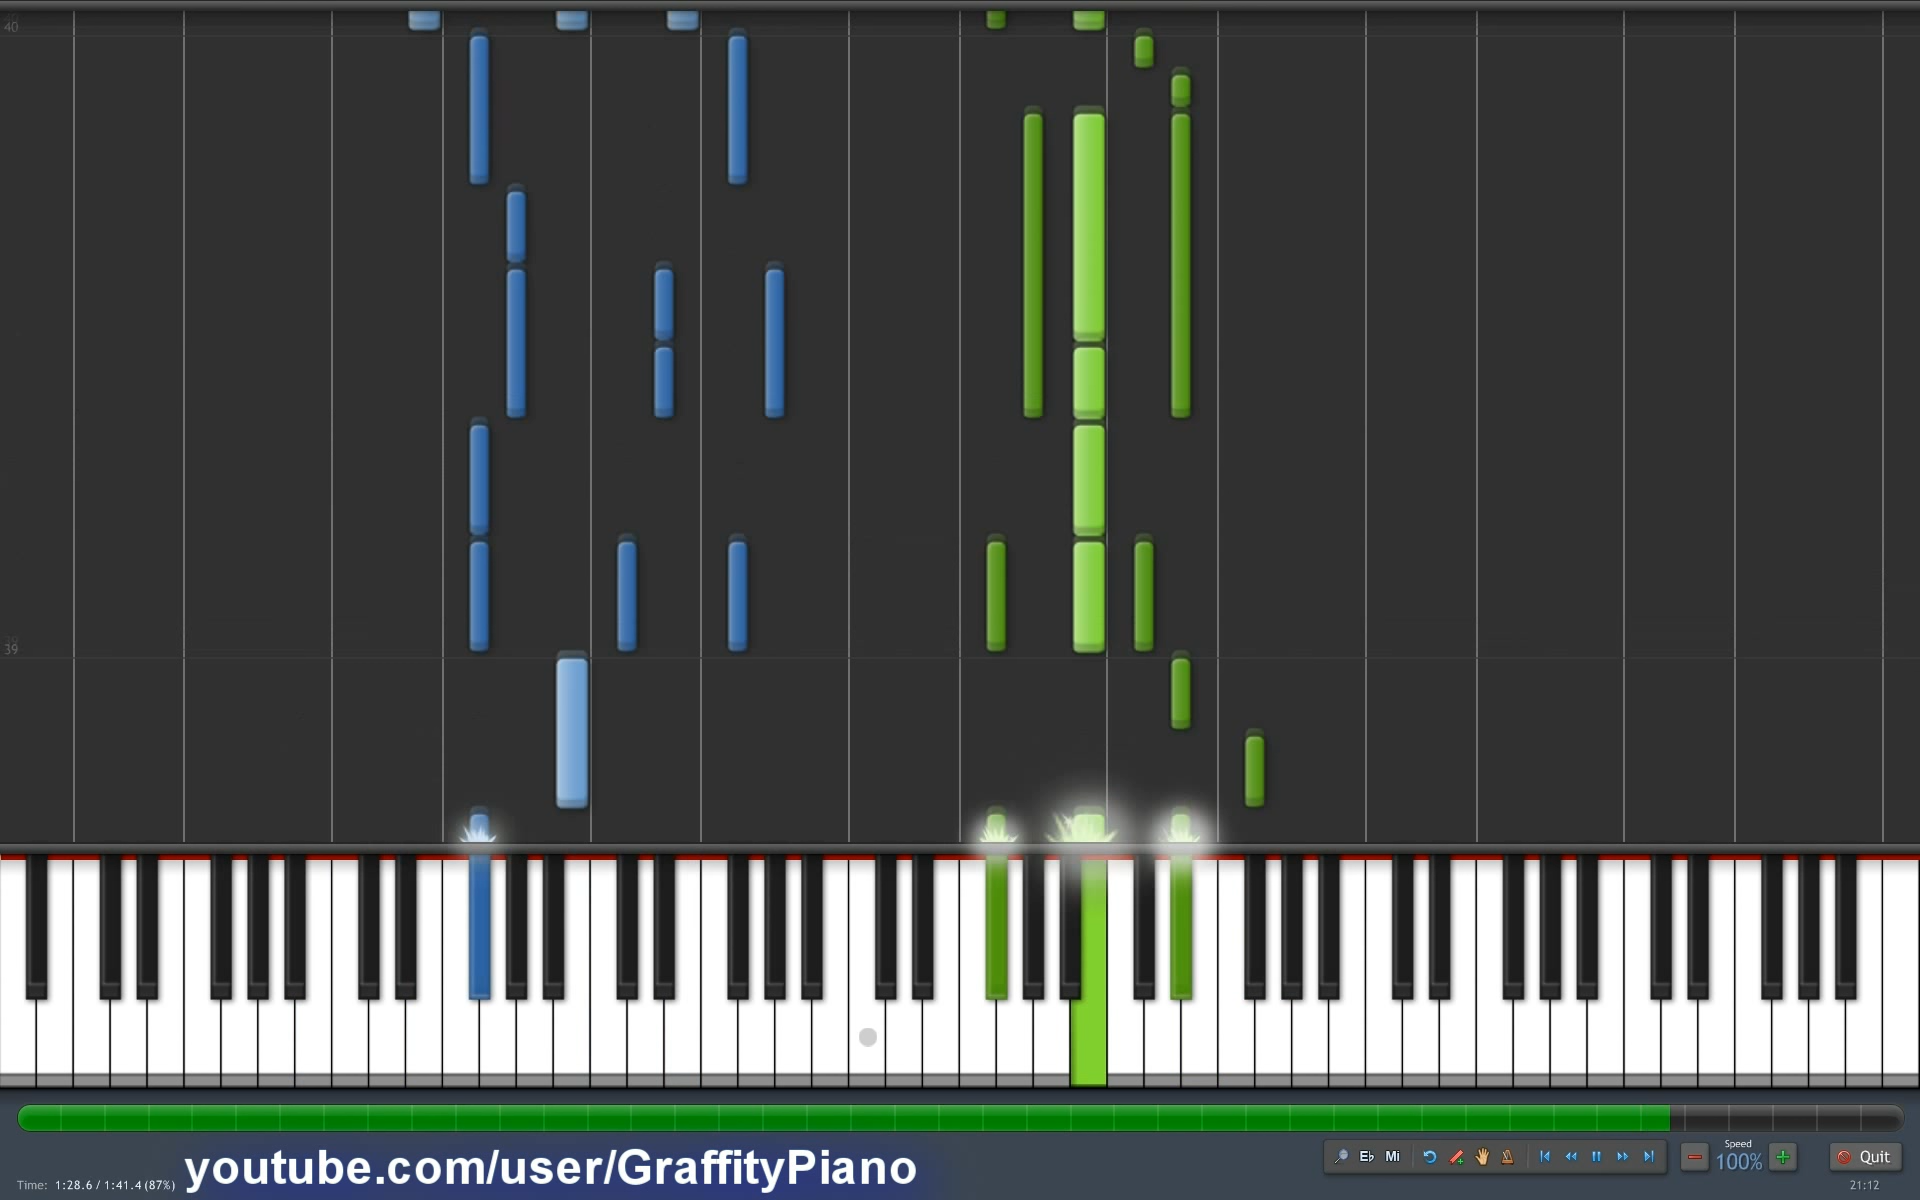 40
39
Eb Mi
Speed
100%
Quit
youtube.com/user/GraffityPiano
Time: 1:28.6 / 1:41.4 (87%)
21:12